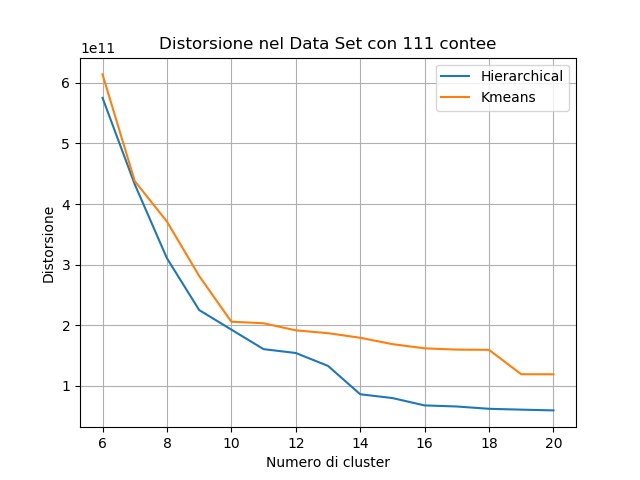 Distorsione nel Data Set con 111 contee
1e11
Hierarchical
Kmeans
6
5
4
3
2
1
Distorsione
6 8 10 12 14 16 18 20
Numero di cluster